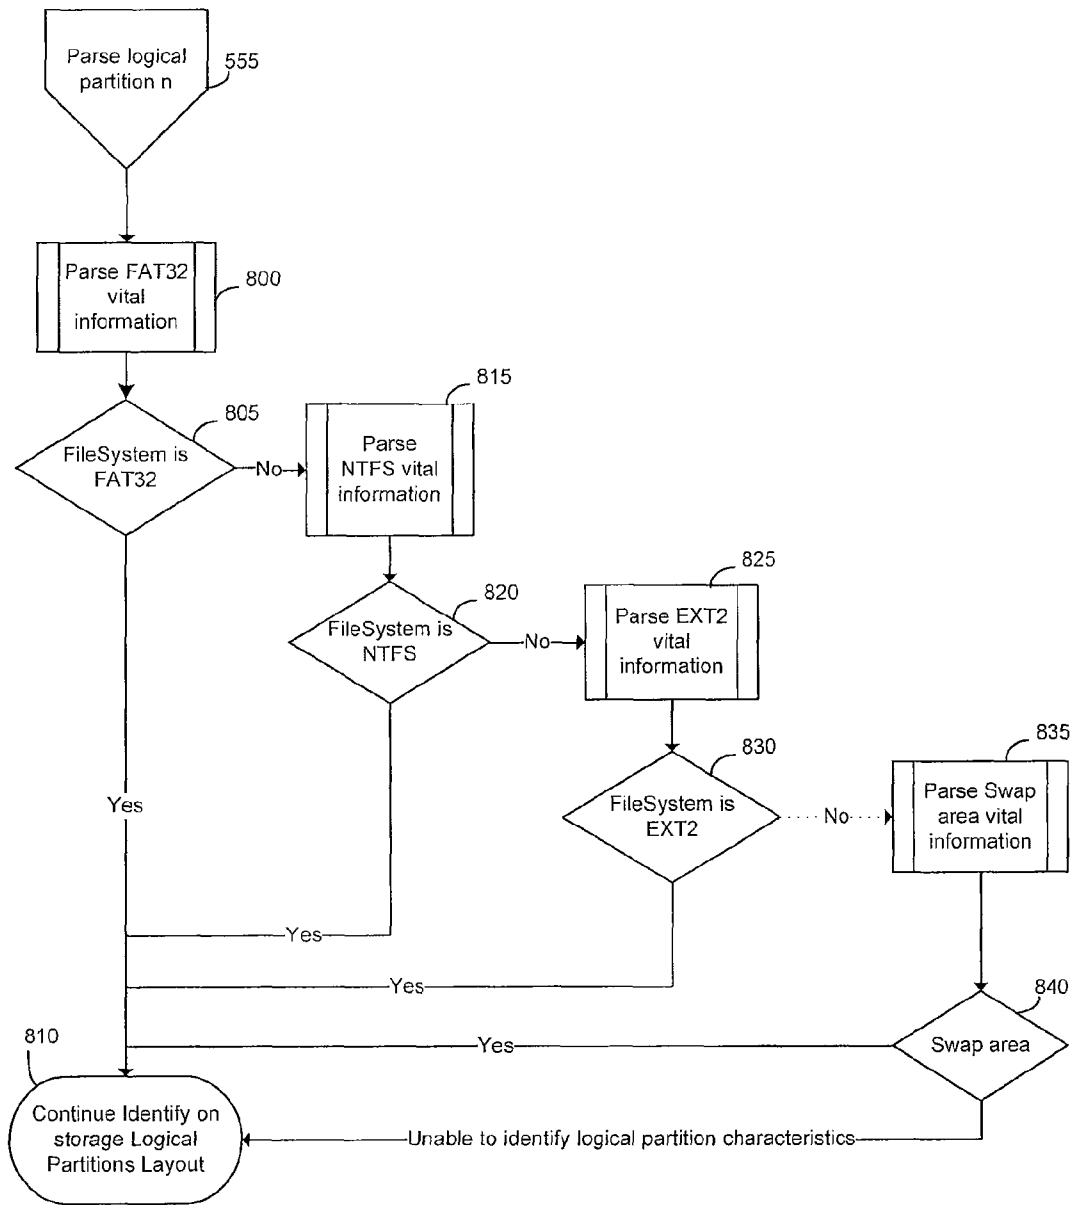 Parse logical
partition n
555
Parse FAT32
vital
information
800
FileSystem is
FAT32
805
No
Parse
NTFS vital
information
815
FileSystem is
NTFS
820
No
Parse EXT2
vital
information
825
FileSystem is
EXT2
830
No
Parse Swap
area vital
information
835
Yes
Yes
Yes
Swap area
840
Yes
810
Continue Identify on
storage Logical
Partitions Layout
Unable to identify logical partition characteristics